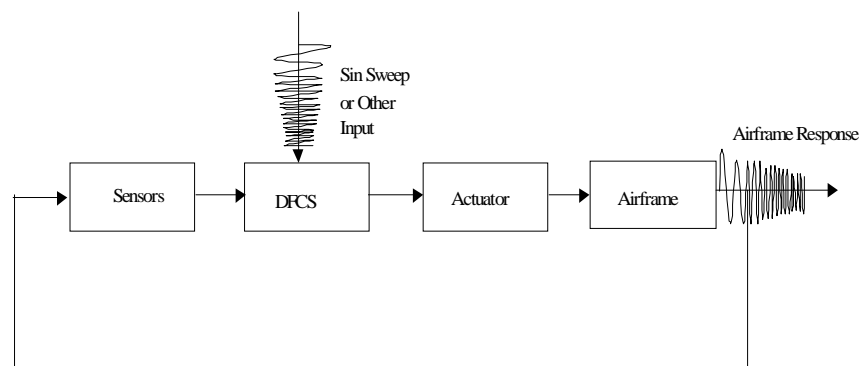 Sin Sweep
or Other
Input
Airframe Response
Sensors
DFCS
Actuator
Airframe